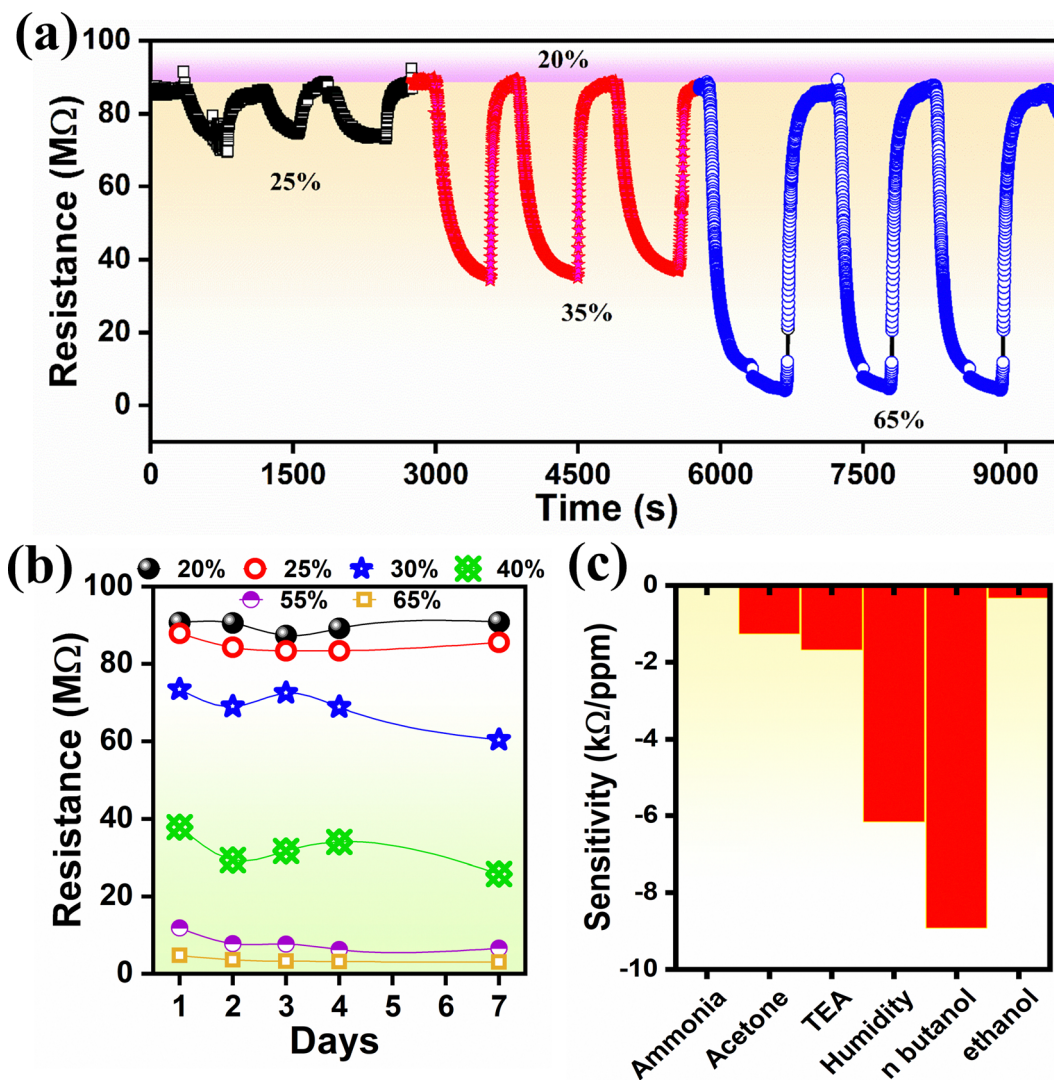 (a)
100
80
60
40
20
0
Resistance (MΩ)
20%
25%
35%
65%
0 1500 3000 4500 6000 7500 9000
Time (s)
(b)
20% 25% 30% 40%
55% 65%
100
80
60
40
20
0
Resistance (MΩ)
1 2 3 4 5 6 7
Days
(c)
0
-2
-4
-6
-8
-10
Sensitivity (kΩ/ppm)
Ammonia
Acetone
TEA
Humidity
n butanol
ethanol